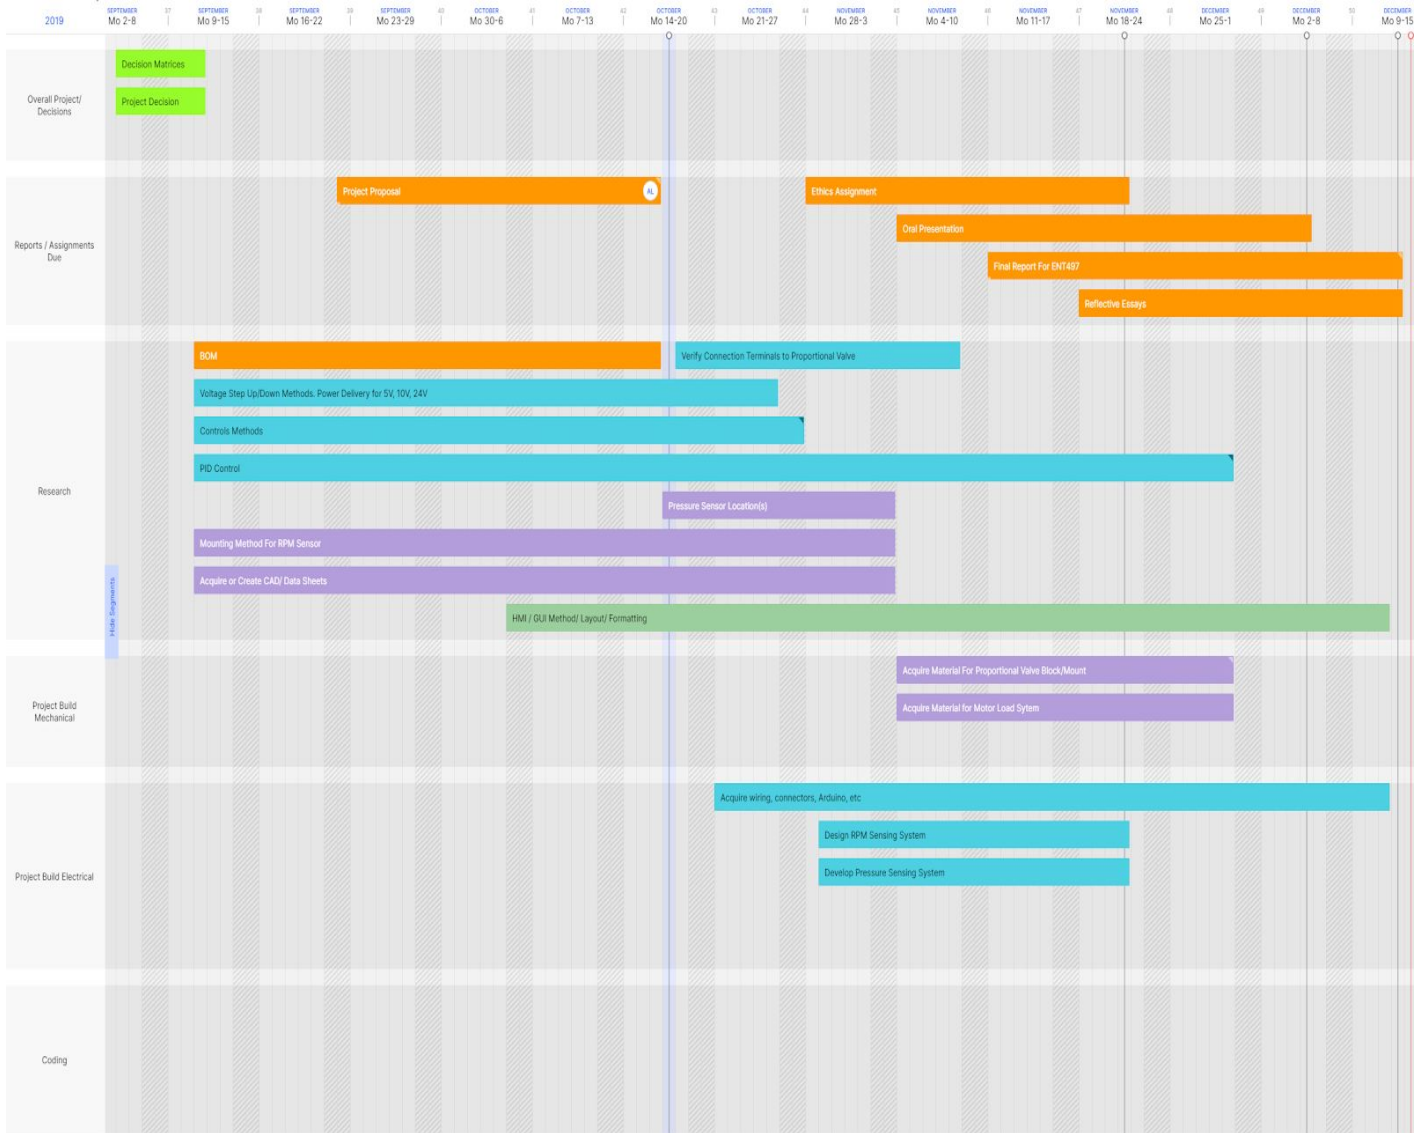 2019
SEPTEMBER
Mo 2-8
37
SEPTEMBER
Mo 9-15
38
SEPTEMBER
Mo 16-22
39
SEPTEMBER
Mo 23-29
40
OCTOBER
Mo 30-6
41
OCTOBER
Mo 7-13
42
OCTOBER
Mo 14-20
43
OCTOBER
Mo 21-27
44
NOVEMBER
Mo 28-3
45
NOVEMBER
Mo 4-10
46
NOVEMBER
Mo 11-17
47
NOVEMBER
Mo 18-24
48
DECEMBER
Mo 25-1
49
DECEMBER
Mo 2-8
50
DECEMBER
Mo 9-15
Overall Project/
Decisions
Decision Matrices
Project Decision
Reports / Assignments
Due
Project Proposal
AL
Ethics Assignment
Oral Presentation
Final Report For ENT497
Reflective Essays
Research
BOM
Verify Connection Terminals to Proportional Valve
Voltage Step Up/Down Methods. Power Delivery for 5V, 10V, 24V
Controls Methods
PID Control
Pressure Sensor Location(s)
Mounting Method For RPM Sensor
Acquire or Create CAD/ Data Sheets
HMI / GUI Method/ Layout/ Formatting
Hide Segments
Project Build
Mechanical
Acquire Material For Proportional Valve Block/Mount
Acquire Material for Motor Load Sytem
Project Build Electrical
Acquire wiring, connectors, Arduino, etc
Design RPM Sensing System
Develop Pressure Sensing System
Coding